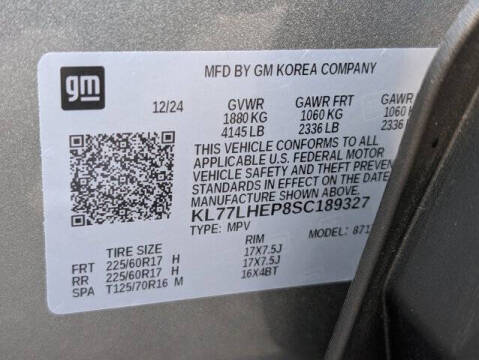 gm
MFD BY GM KOREA COMPANY
12/24 GVWR GAWR FRT GAWR
1880 KG 1060 KG 1060
4145 LB 2336 LB 2336
THIS VEHICLE CONFORMS TO ALL
APPLICABLE U.S. FEDERAL MOTOR
VEHICLE SAFETY AND THEFT
STANDARDS IN EFFECT ON THE DATE
MANUFACTURE SHOWN ABOVE.
KL77LHEP8SC189327
TYPE: MPV MODEL: 871
TIRE SIZE RIM
FRT 225/60R17 H 17X7.5J
RR 225/60R17 H 17X7.5J
SPA T125/70R16 M 16X4BT